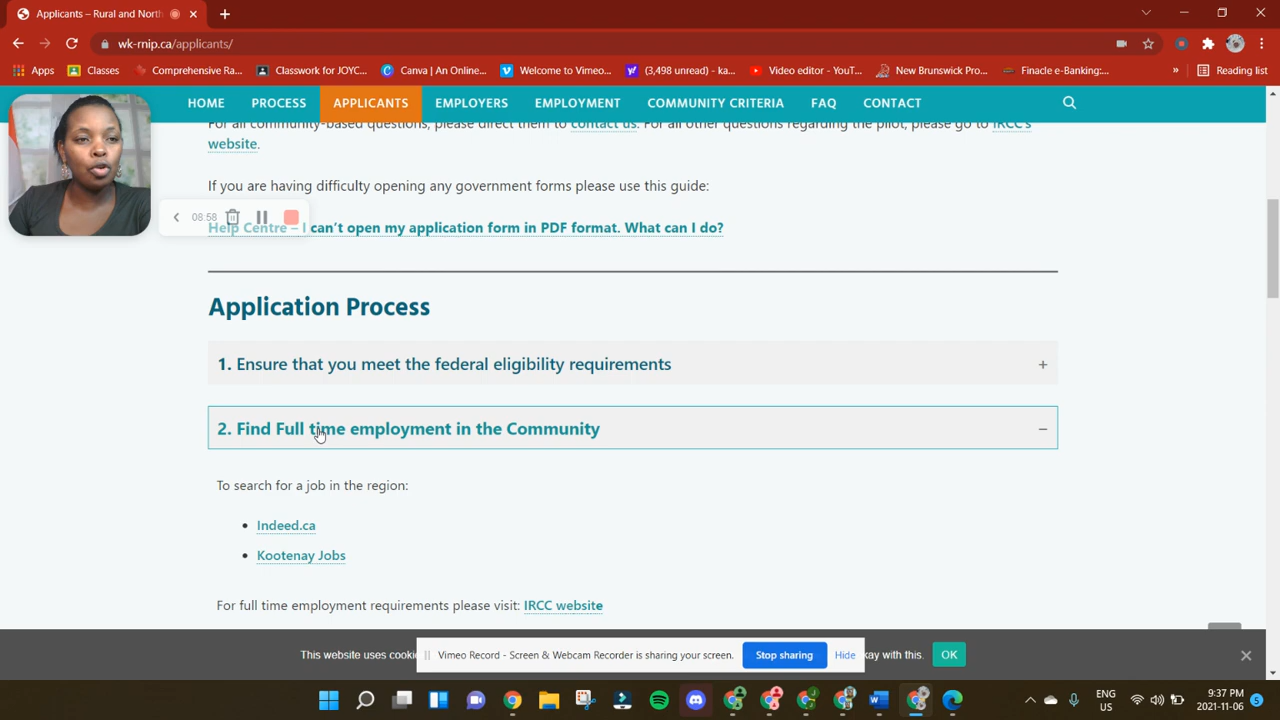 Applicants – Rural and North
wk-rnip.ca/applicants/
Apps
Classes
Comprehensive Ra...
Classwork for JOYC...
Canva | An Online...
Welcome to Vimeo...
(3,498 unread) - ka...
Video editor - YouT...
New Brunswick Pro...
Finacle e-Banking:...
»
Reading list
HOME PROCESS APPLICANTS EMPLOYERS EMPLOYMENT COMMUNITY CRITERIA FAQ CONTACT
For all community-based questions, please direct them to contact us. For all other questions regarding the pilot, please go to IRCC's
website.
If you are having difficulty opening any government forms please use this guide:
08:58
Help Centre – I can't open my application form in PDF format. What can I do?
Application Process
1. Ensure that you meet the federal eligibility requirements +
2. Find Full time employment in the Community −
To search for a job in the region:
• Indeed.ca
• Kootenay Jobs
For full time employment requirements please visit: IRCC website
This website uses cookie
Vimeo Record - Screen & Webcam Recorder is sharing your screen.
Stop sharing
Hide
kay with this.
OK
ENG
US
9:37 PM
2021-11-06
5